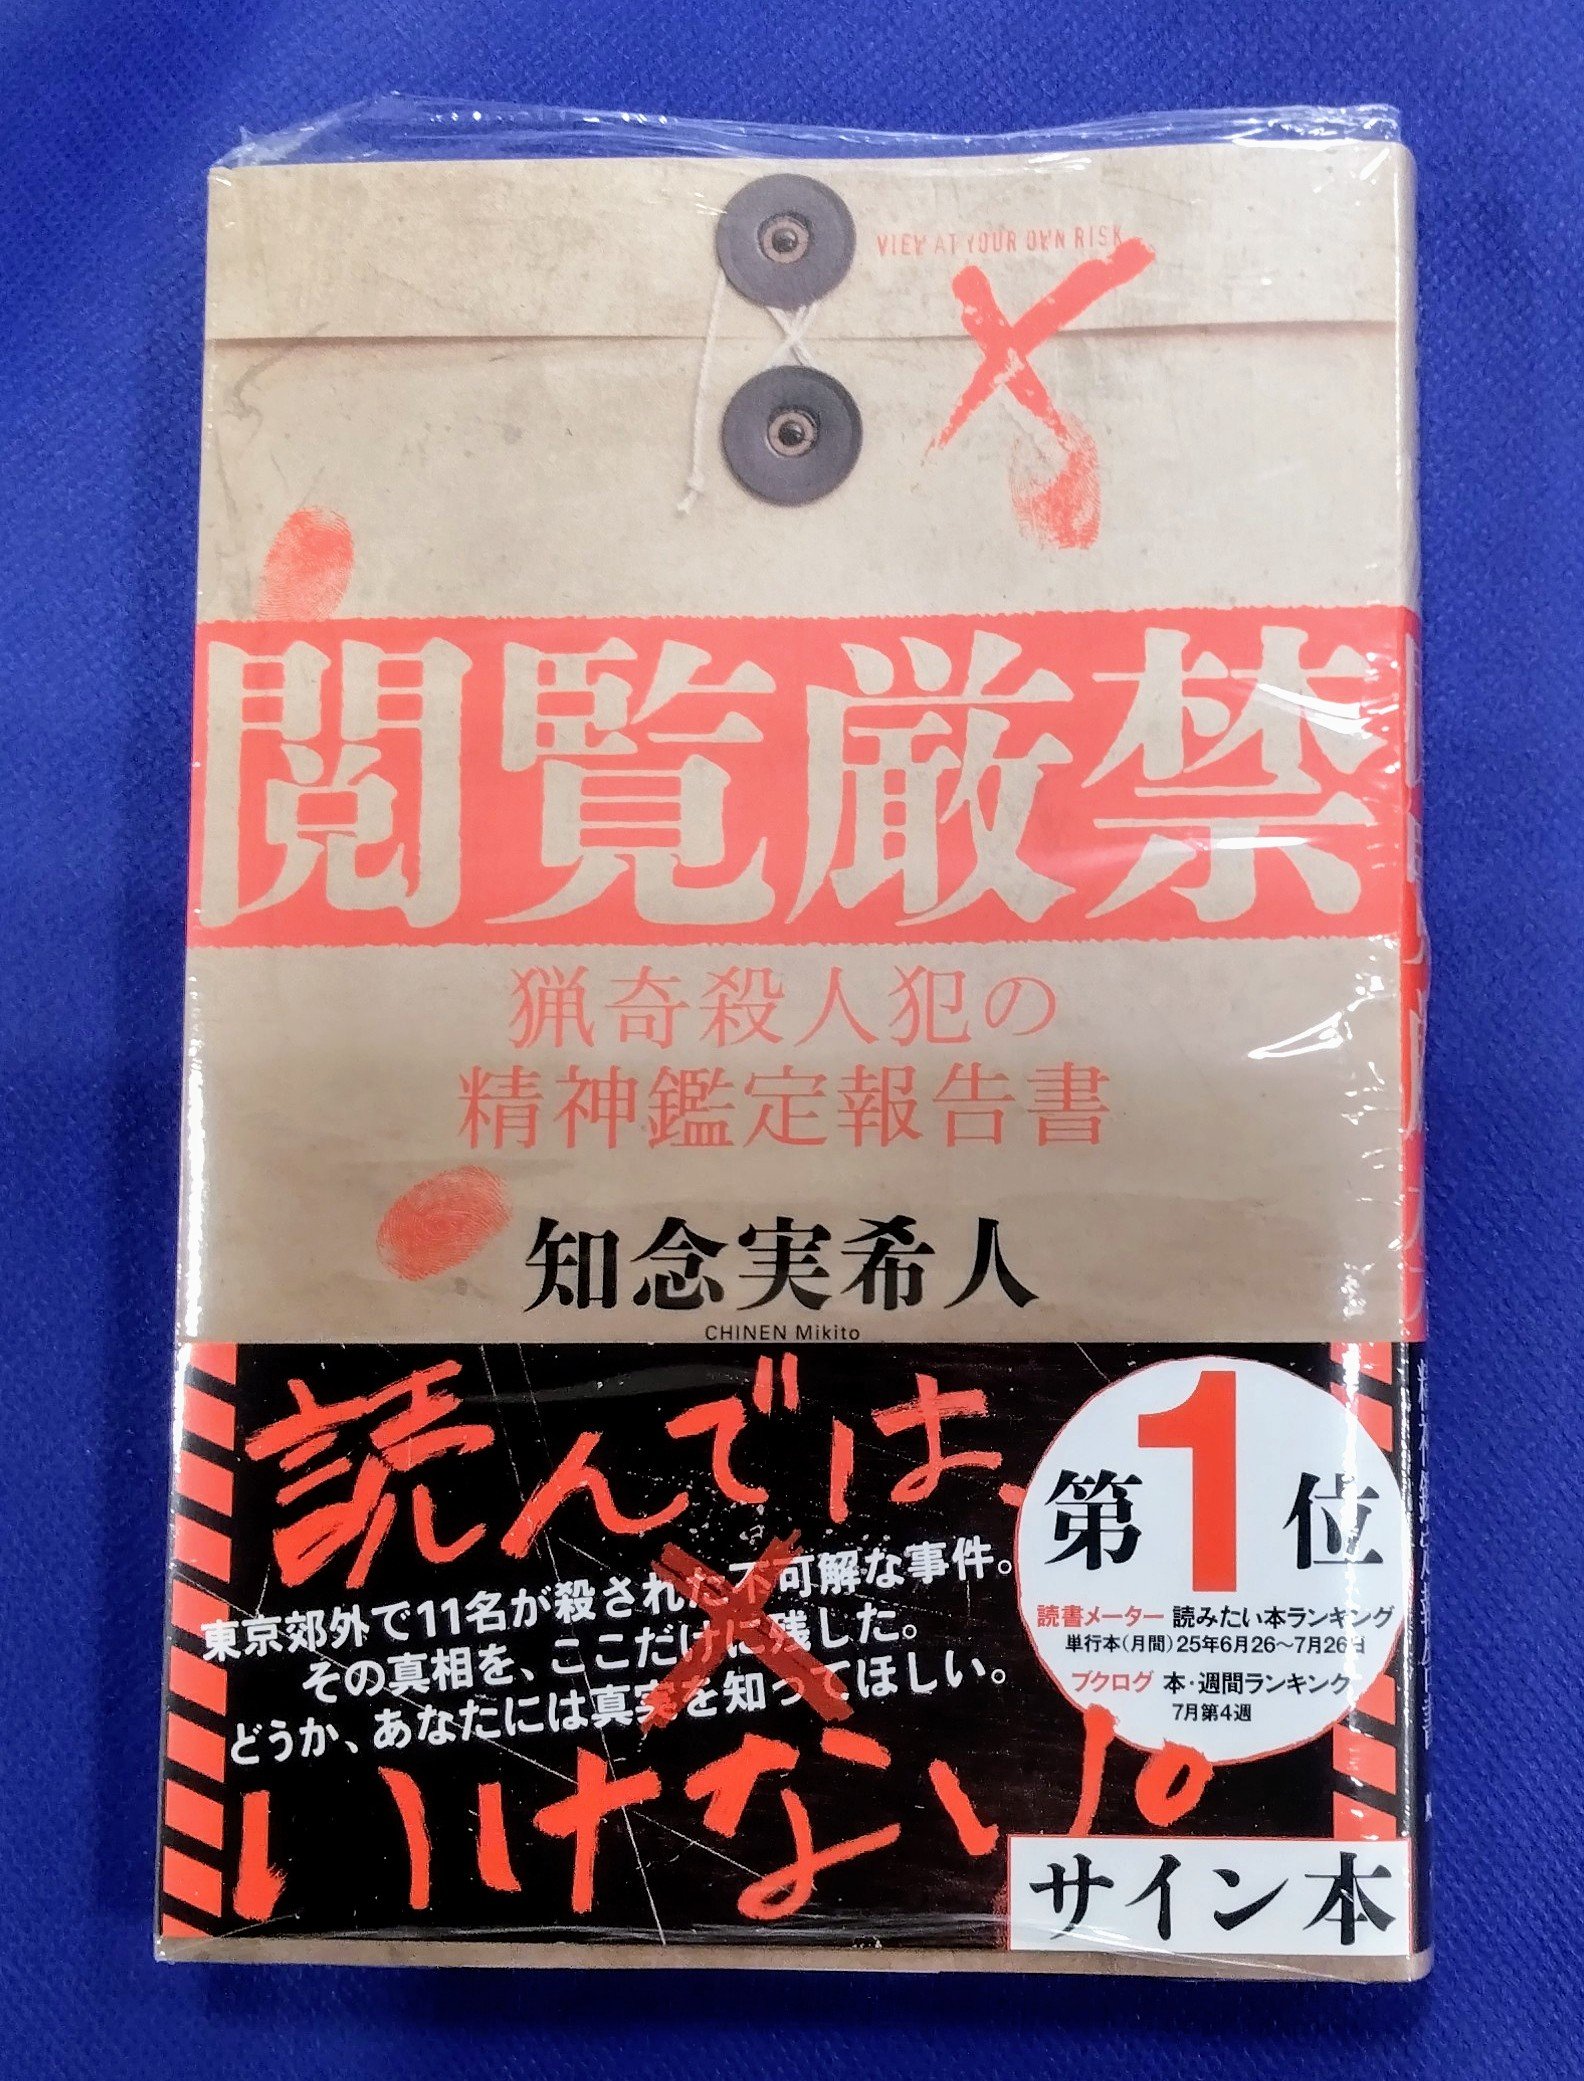 VIEW AT YOUR OWN RISK
閲覧厳禁
猟奇殺人犯の
精神鑑定報告書
知念実希人
CHINEN Mikito
読んでは、
東京郊外で11名が殺された不可解な事件。
その真相を、ここだけに残した。
どうか、あなたには真実を知ってほしい。
いけない。
第1位
読書メーター 読みたい本ランキング
単行本(月間)25年6月26〜7月26日
ブクログ 本・週間ランキング
7月第4週
サイン本